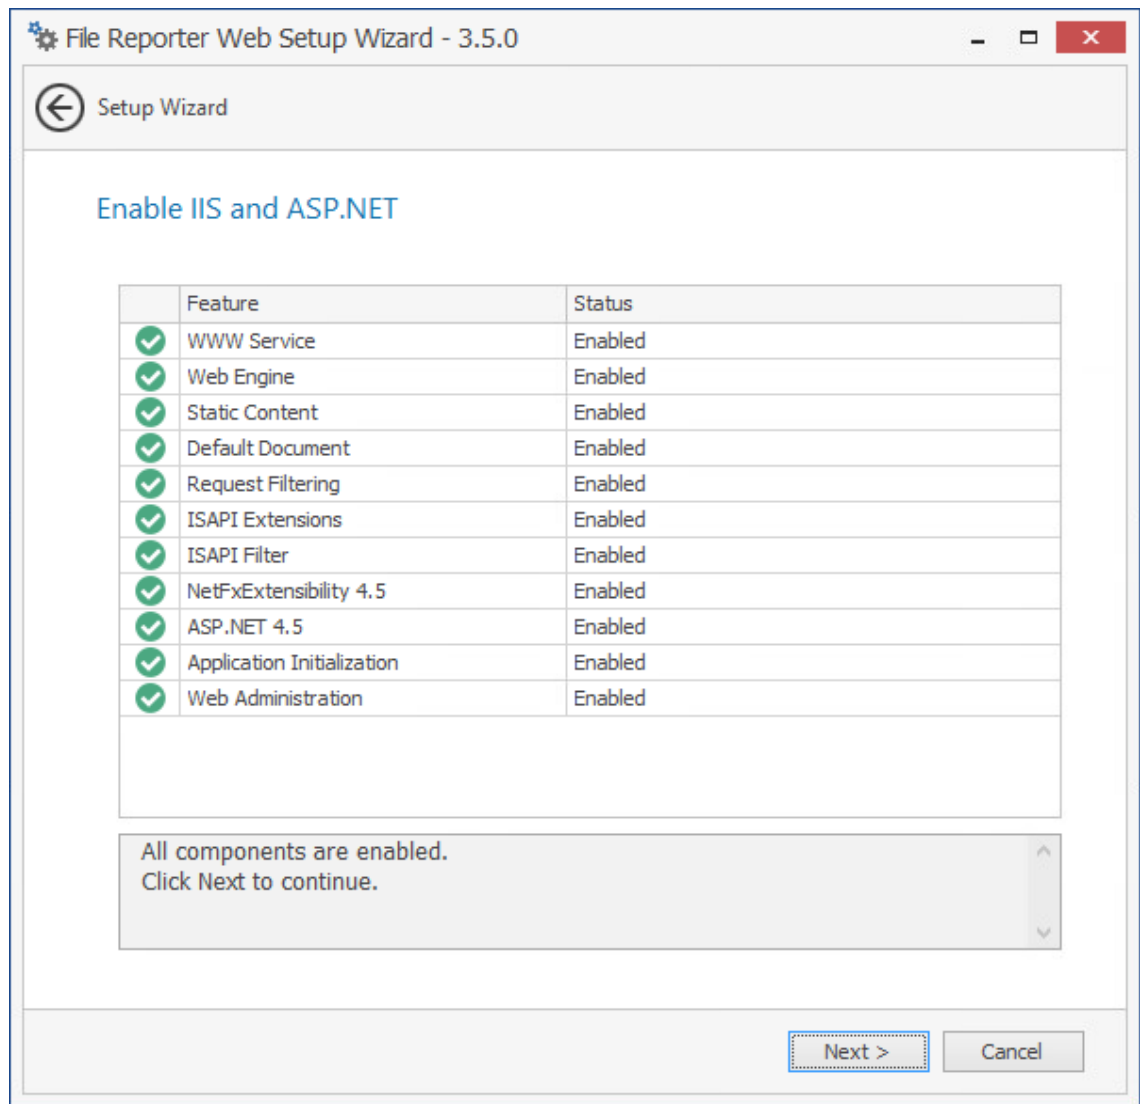 File Reporter Web Setup Wizard - 3.5.0
Setup Wizard
Enable IIS and ASP.NET
Feature Status
WWW Service Enabled
Web Engine Enabled
Static Content Enabled
Default Document Enabled
Request Filtering Enabled
ISAPI Extensions Enabled
ISAPI Filter Enabled
NetFxExtensibility 4.5 Enabled
ASP.NET 4.5 Enabled
Application Initialization Enabled
Web Administration Enabled
All components are enabled.
Click Next to continue.
Next > Cancel